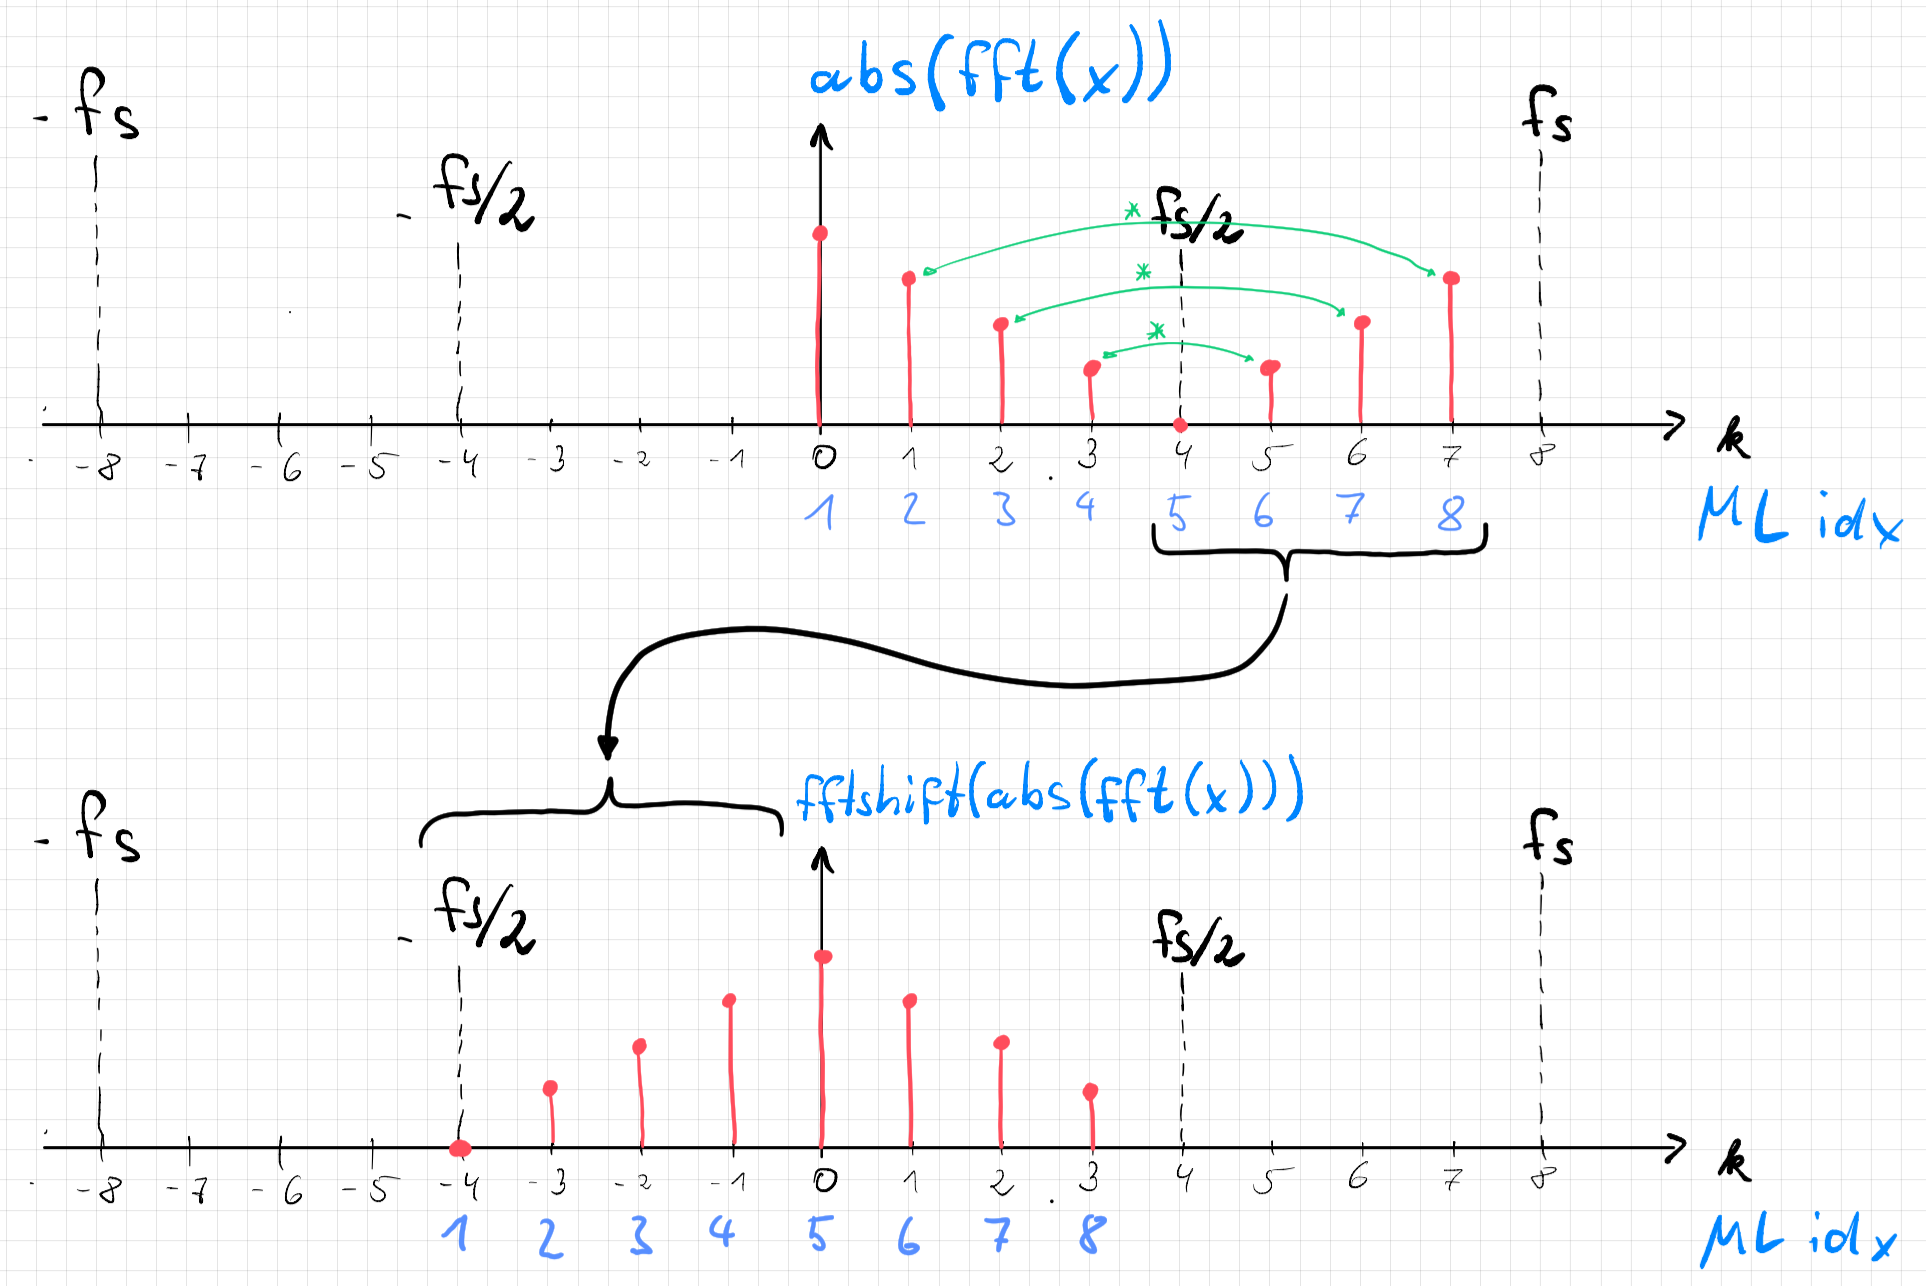 abs(fft(x))
- fs
fs
- fs/2
fs/2
* 
*
*
-8 -7 -6 -5 -4 -3 -2 -1 0 1 2 3 4 5 6 7 8 k
1 2 3 4 5 6 7 8 ML idx
fftshift(abs(fft(x)))
- fs
fs
- fs/2
fs/2
-8 -7 -6 -5 -4 -3 -2 -1 0 1 2 3 4 5 6 7 8 k
1 2 3 4 5 6 7 8 ML idx